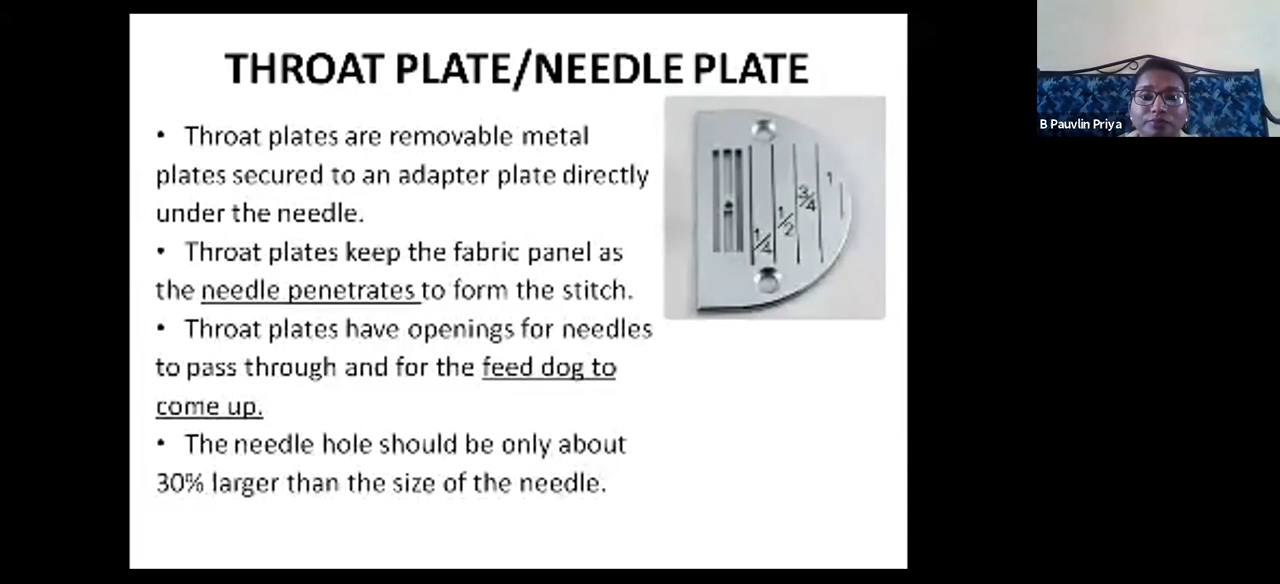 THROAT PLATE/NEEDLE PLATE
• Throat plates are removable metal
plates secured to an adapter plate directly
under the needle.
• Throat plates keep the fabric panel as
the needle penetrates to form the stitch.
• Throat plates have openings for needles
to pass through and for the feed dog to
come up.
• The needle hole should be only about
30% larger than the size of the needle.
1/4 1/2 3/4 1
B Pauvlin Priya